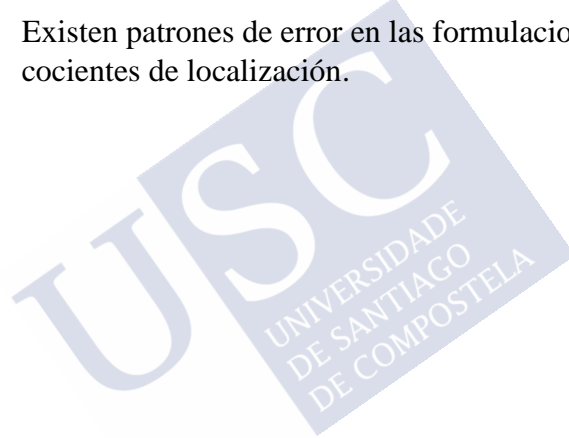 Existen patrones de error en las formulacio
cocientes de localización.
USC
UNIVERSIDADE
DE SANTIAGO
DE COMPOSTELA